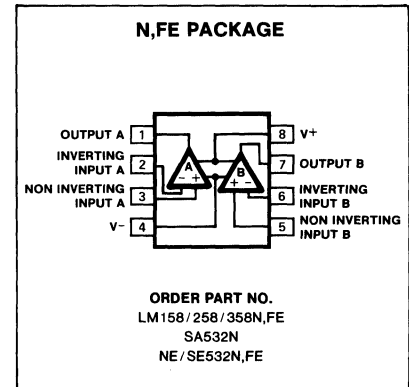 N,FE PACKAGE
OUTPUT A 1
INVERTING
INPUT A
2
NON INVERTING
INPUT A
3
V- 4
A
- +
B
+ -
8 V+
7 OUTPUT B
6 INVERTING
INPUT B
5 NON INVERTING
INPUT B
ORDER PART NO.
LM158/258/358N,FE
SA532N
NE/SE532N,FE